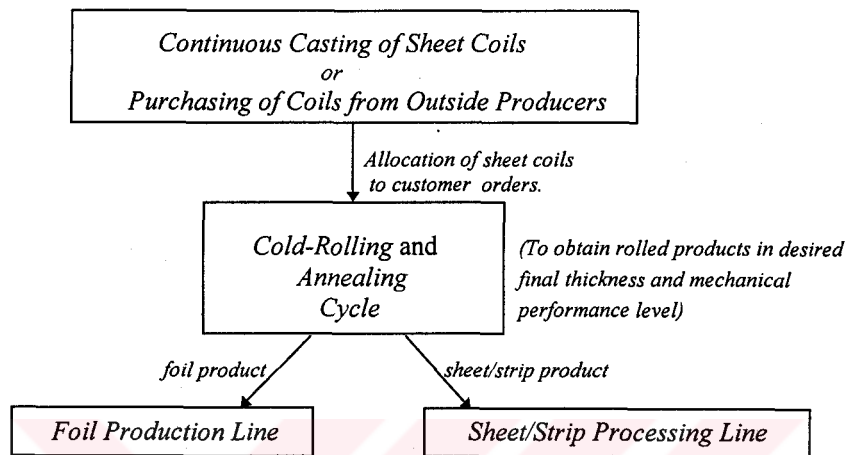 Continuous Casting of Sheet Coils
or
Purchasing of Coils from Outside Producers
Allocation of sheet coils
to customer orders.
Cold-Rolling and
Annealing
Cycle
(To obtain rolled products in desired
final thickness and mechanical
performance level)
foil product
sheet/strip product
Foil Production Line
Sheet/Strip Processing Line